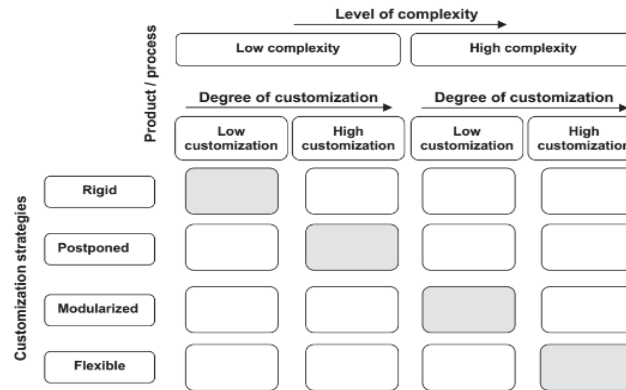 Level of complexity
Product / process
Low complexity
High complexity
Degree of customization
Degree of customization
Low
customization
High
customization
Low
customization
High
customization
Customization strategies
Rigid
Postponed
Modularized
Flexible